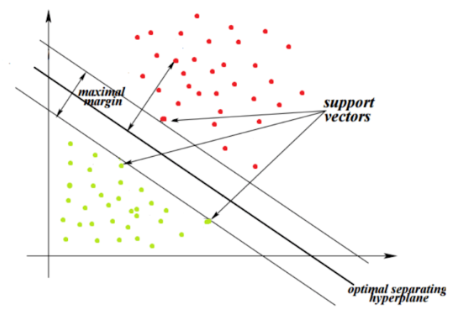 maximal
margin
support
vectors
optimal separating
hyperplane